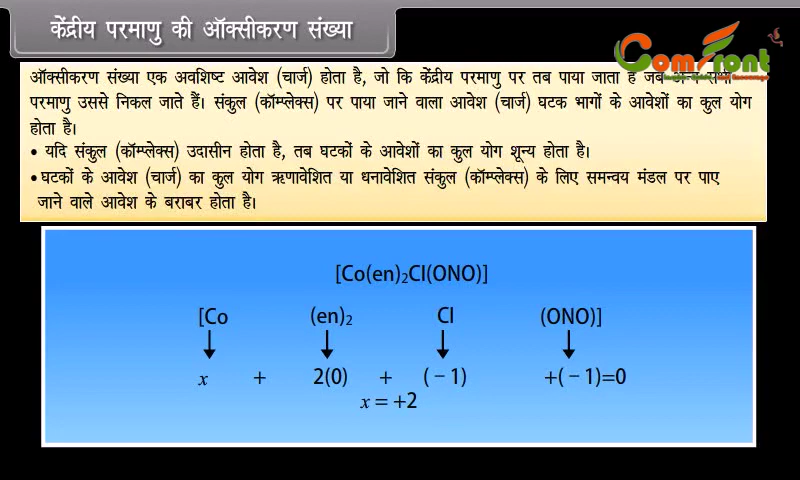 केंद्रीय परमाणु की ऑक्सीकरण संख्या
ComFront
ऑक्सीकरण संख्या एक अवशिष्ट आवेश (चार्ज) होता है, जो कि केंद्रीय परमाणु पर तब पाया जाता है जब
परमाणु उससे निकल जाते हैं। संकुल (कॉम्प्लेक्स) पर पाया जाने वाला आवेश (चार्ज) घटक भागों के आवेशों का कुल योग
होता है।
• यदि संकुल (कॉम्प्लेक्स) उदासीन होता है, तब घटकों के आवेशों का कुल योग शून्य होता है।
• घटकों के आवेश (चार्ज) का कुल योग ऋणावेशित या धनावेशित संकुल (कॉम्प्लेक्स) के लिए समन्वय मंडल पर पाए
जाने वाले आवेश के बराबर होता है।
[Co(en)₂Cl(ONO)]
[Co (en)₂ Cl (ONO)]
x + 2(0) + (−1) +(−1)=0
x = +2